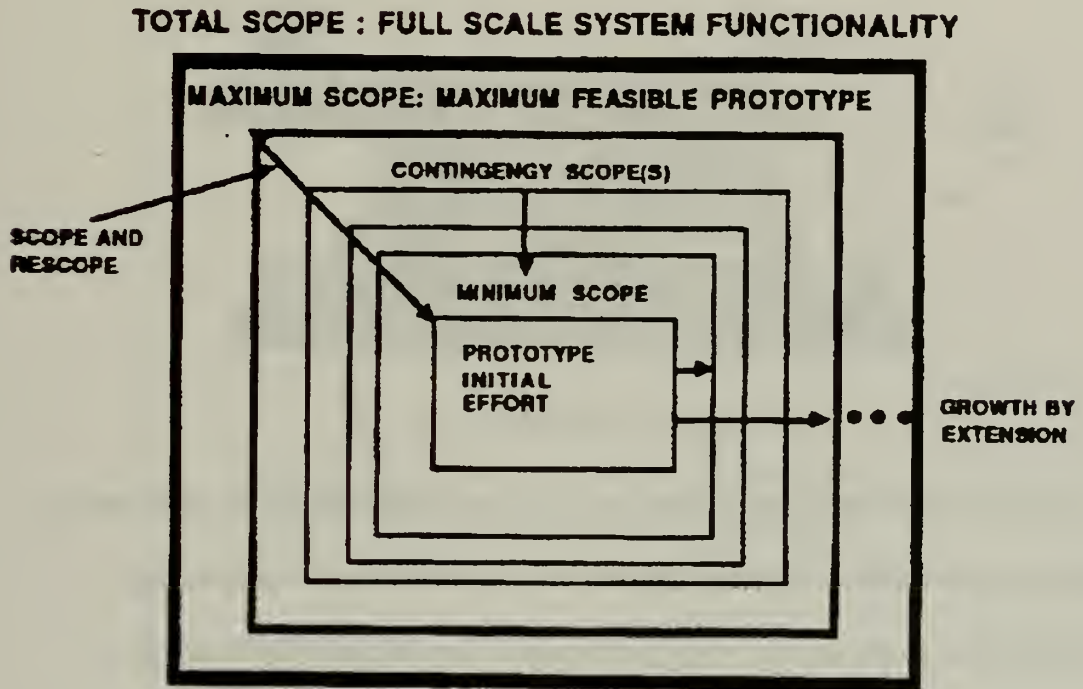 TOTAL SCOPE : FULL SCALE SYSTEM FUNCTIONALITY
MAXIMUM SCOPE: MAXIMUM FEASIBLE PROTOTYPE
CONTINGENGY SCOPE(S)
SCOPE AND
RESCOPE
MINIMUM SCOPE
PROTOTYPE
INITIAL
EFFORT
GROWTH BY
EXTENSION